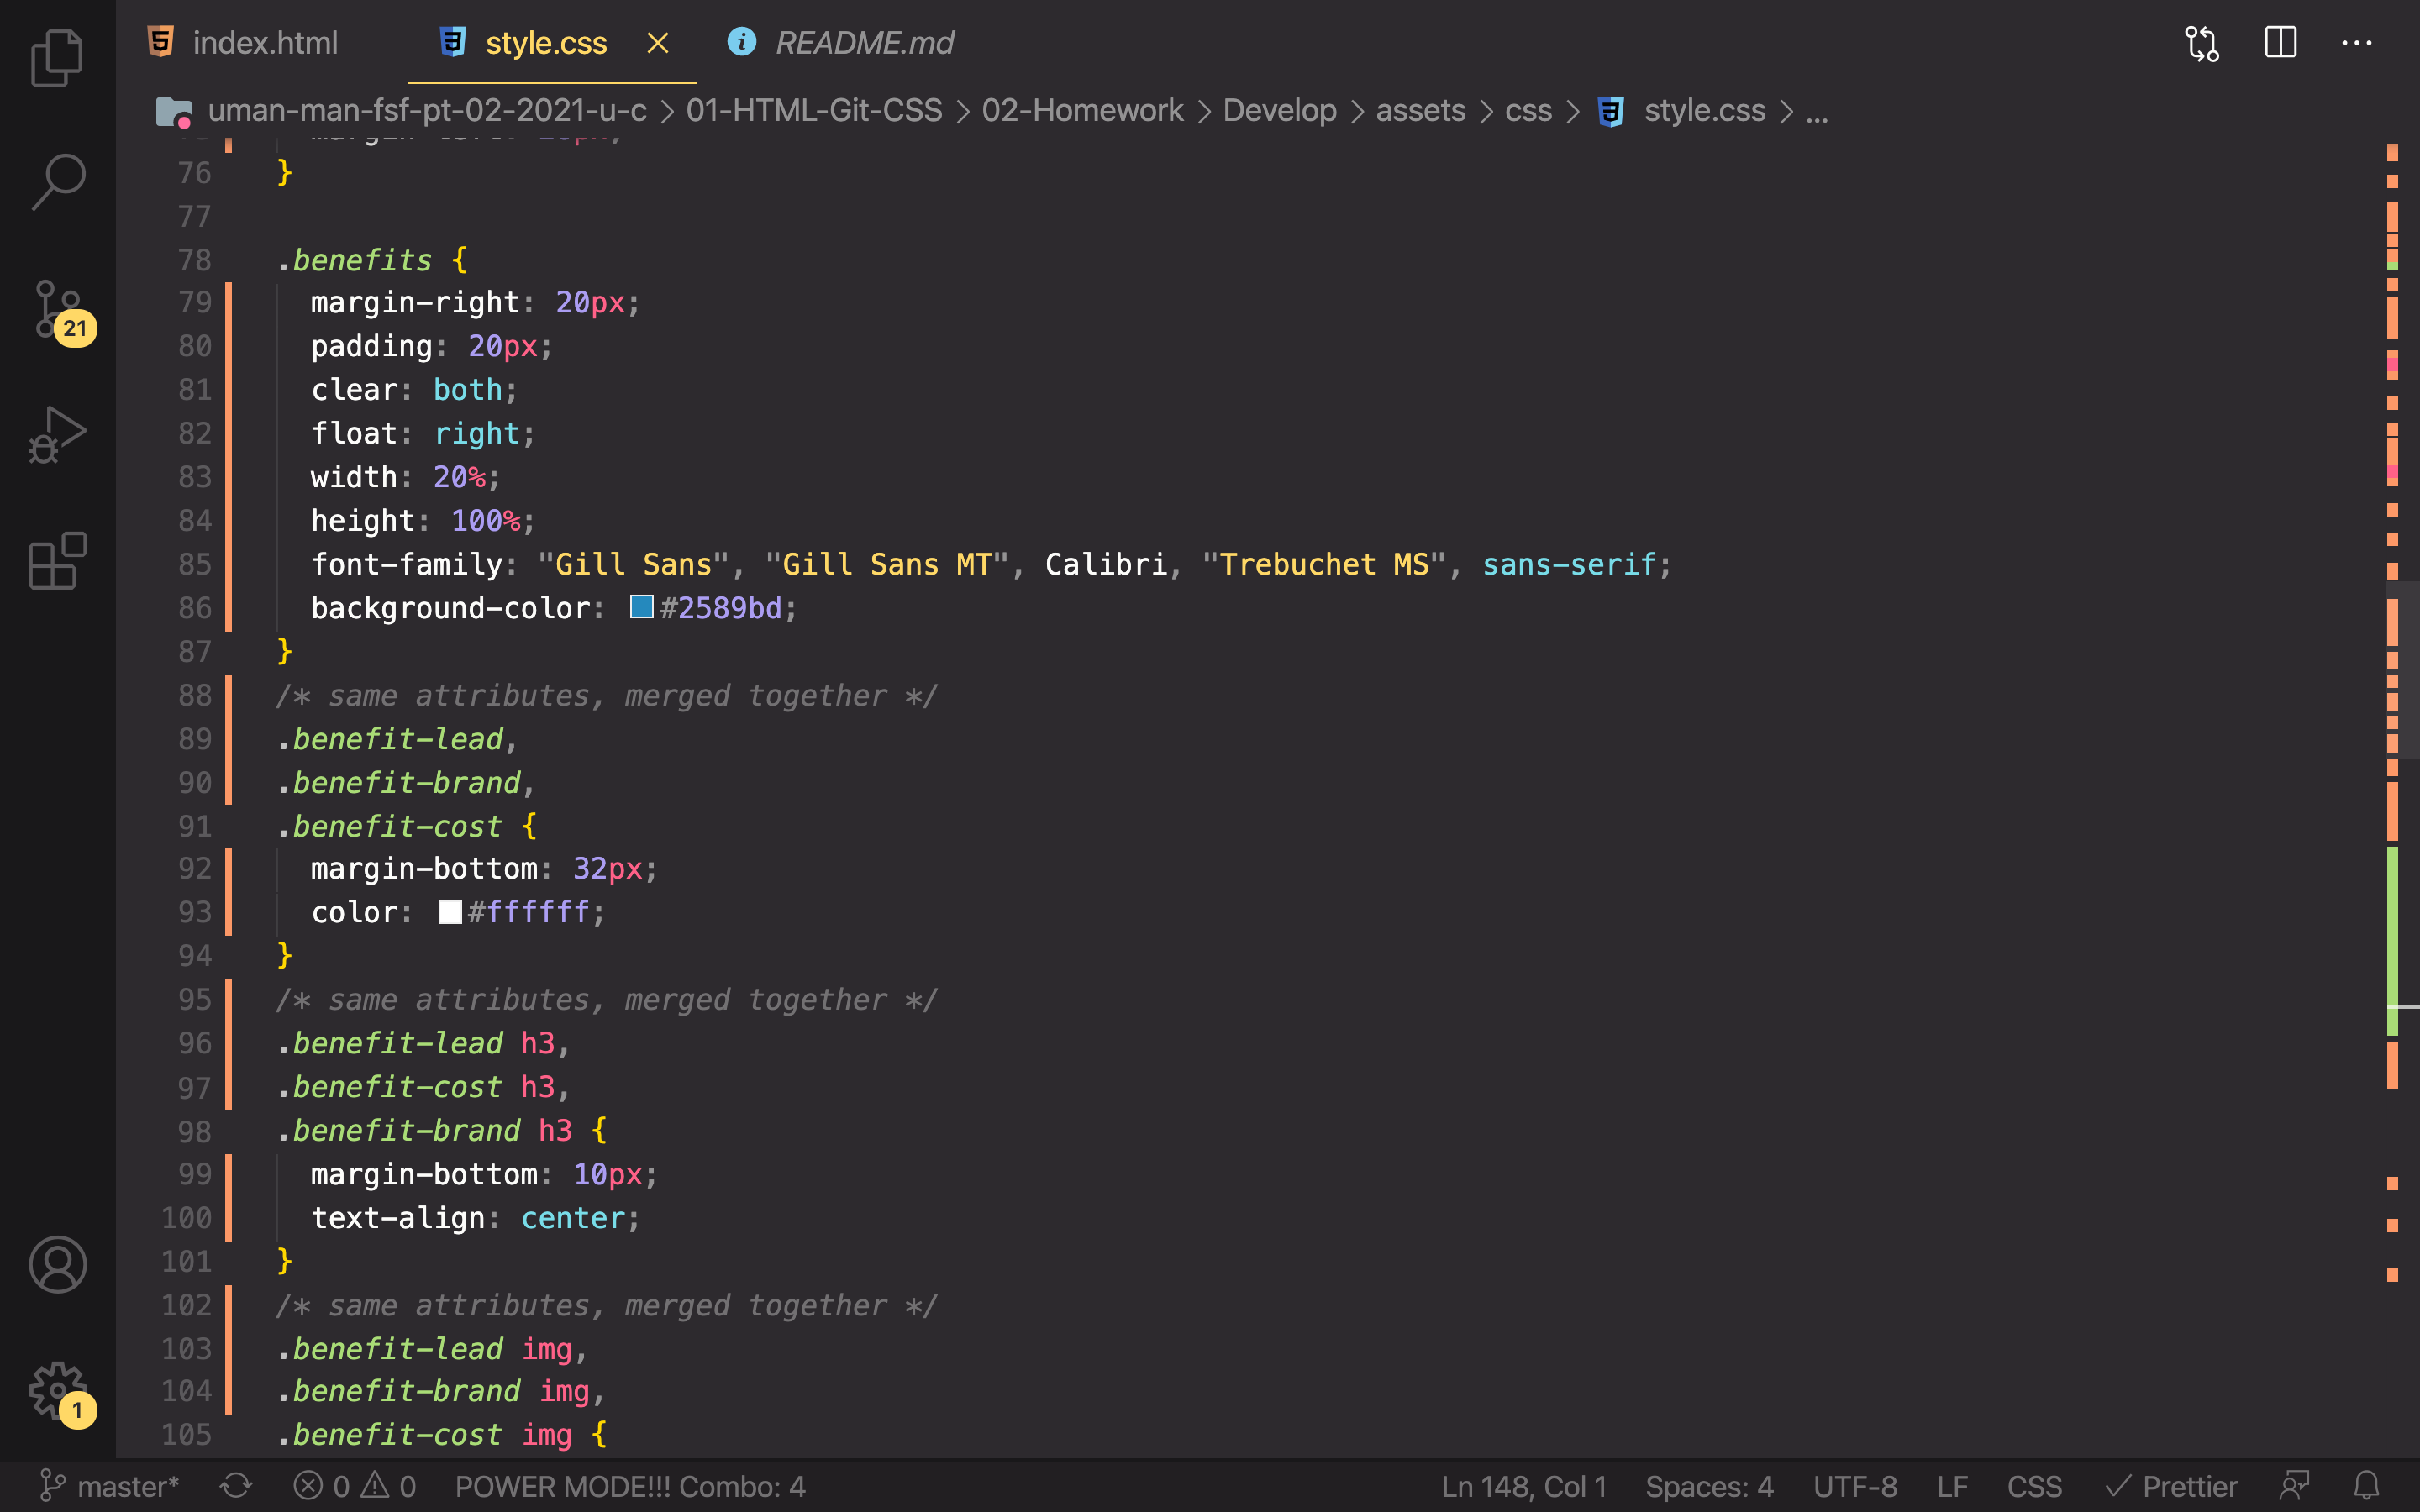 index.html style.css README.md
uman-man-fsf-pt-02-2021-u-c > 01-HTML-Git-CSS > 02-Homework > Develop > assets > css > style.css > ...
76 }
77
78 .benefits {
79 margin-right: 20px;
80 padding: 20px;
81 clear: both;
82 float: right;
83 width: 20%;
84 height: 100%;
85 font-family: "Gill Sans", "Gill Sans MT", Calibri, "Trebuchet MS", sans-serif;
86 background-color: #2589bd;
87 }
88 /* same attributes, merged together */
89 .benefit-lead,
90 .benefit-brand,
91 .benefit-cost {
92 margin-bottom: 32px;
93 color: #ffffff;
94 }
95 /* same attributes, merged together */
96 .benefit-lead h3,
97 .benefit-cost h3,
98 .benefit-brand h3 {
99 margin-bottom: 10px;
100 text-align: center;
101 }
102 /* same attributes, merged together */
103 .benefit-lead img,
104 .benefit-brand img,
105 .benefit-cost img {
21
1
master* 0 0 POWER MODE!!! Combo: 4 Ln 148, Col 1 Spaces: 4 UTF-8 LF CSS Prettier